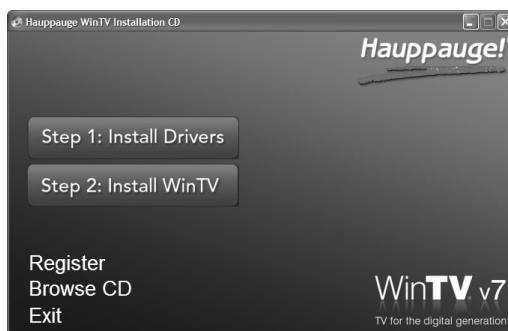 Hauppauge WinTV Installation CD
Hauppauge!
Step 1: Install Drivers
Step 2: Install WinTV
Register
Browse CD
Exit
WinTV v7
TV for the digital generation